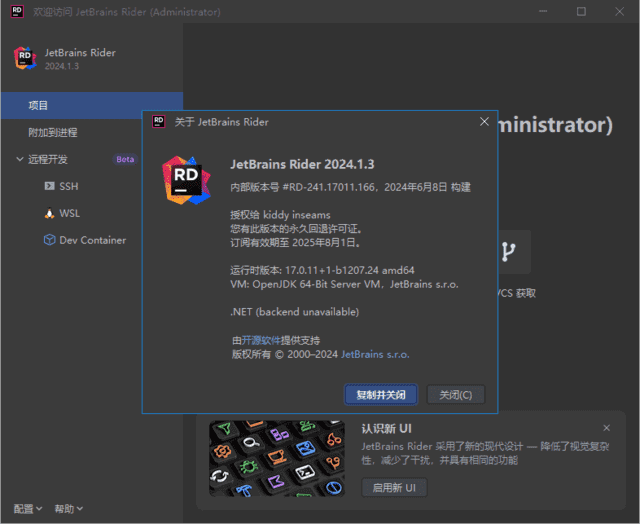 欢迎访问 JetBrains Rider (Administrator)
JetBrains Rider
2024.1.3
项目
附加到进程
远程开发
Beta
SSH
WSL
Dev Container
ministrator)
CS 获取
关于 JetBrains Rider
JetBrains Rider 2024.1.3
内部版本号 #RD-241.17011.166，2024年6月8日 构建
授权给 kiddy inseams
您有此版本的永久回退许可证。
订阅有效期至 2025年8月1日。
运行时版本: 17.0.11+1-b1207.24 amd64
VM: OpenJDK 64-Bit Server VM，JetBrains s.r.o.
.NET (backend unavailable)
由开源软件提供支持
版权所有 © 2000–2024 JetBrains s.r.o.
复制并关闭
关闭(C)
认识新 UI
JetBrains Rider 采用了新的现代设计 — 降低了视觉复杂
性，减少了干扰，并具有相同的功能
启用新 UI
配置
帮助
RD
RD